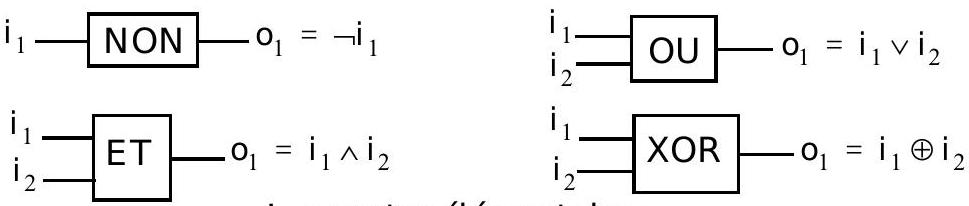 i1 NON o1 = ¬i1
i1 i2 OU o1 = i1 ∨ i2
i1 i2 ET o1 = i1 ∧ i2
i1 i2 XOR o1 = i1 ⊕ i2